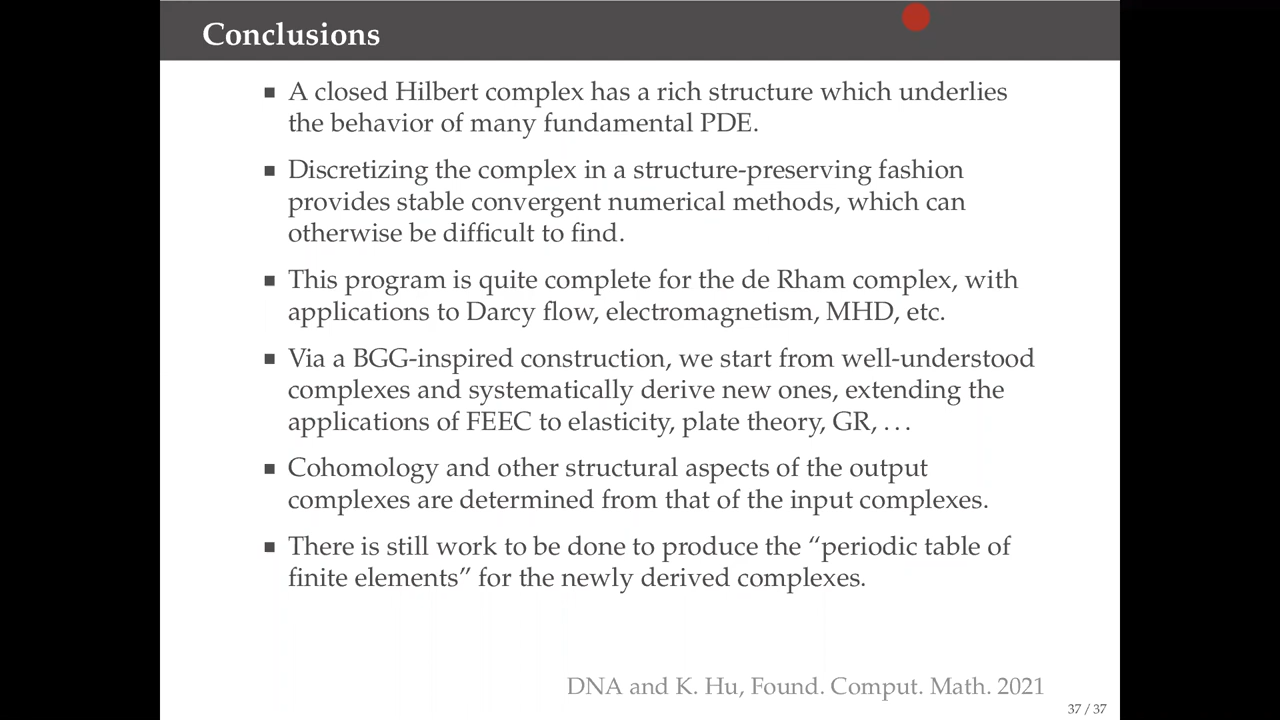 Conclusions
▪ A closed Hilbert complex has a rich structure which underlies
the behavior of many fundamental PDE.
▪ Discretizing the complex in a structure-preserving fashion
provides stable convergent numerical methods, which can
otherwise be difficult to find.
▪ This program is quite complete for the de Rham complex, with
applications to Darcy flow, electromagnetism, MHD, etc.
▪ Via a BGG-inspired construction, we start from well-understood
complexes and systematically derive new ones, extending the
applications of FEEC to elasticity, plate theory, GR, . . .
▪ Cohomology and other structural aspects of the output
complexes are determined from that of the input complexes.
▪ There is still work to be done to produce the “periodic table of
finite elements” for the newly derived complexes.
DNA and K. Hu, Found. Comput. Math. 2021
37 / 37